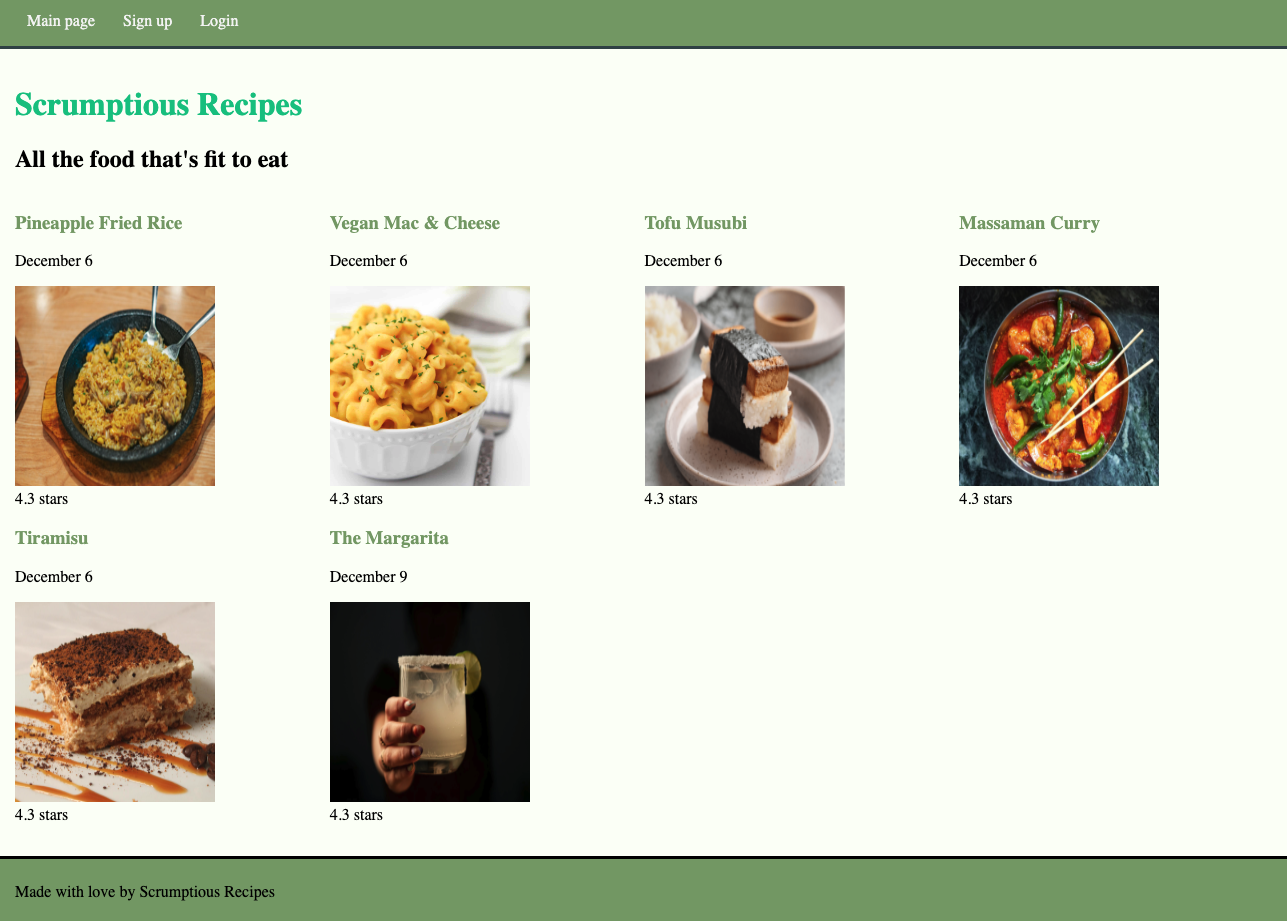 Main page Sign up Login
Scrumptious Recipes
All the food that's fit to eat
Pineapple Fried Rice
December 6
4.3 stars
Vegan Mac & Cheese
December 6
4.3 stars
Tofu Musubi
December 6
4.3 stars
Massaman Curry
December 6
4.3 stars
Tiramisu
December 6
4.3 stars
The Margarita
December 9
4.3 stars
Made with love by Scrumptious Recipes